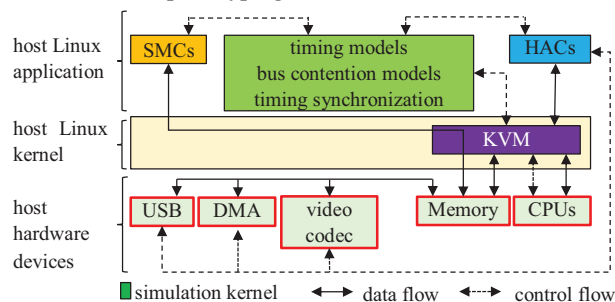 host Linux
application
SMCs
timing models
bus contention models
timing synchronization
HACs
host Linux
kernel
KVM
host
hardware
devices
USB
DMA
video
codec
Memory
CPUs
simulation kernel
data flow
control flow